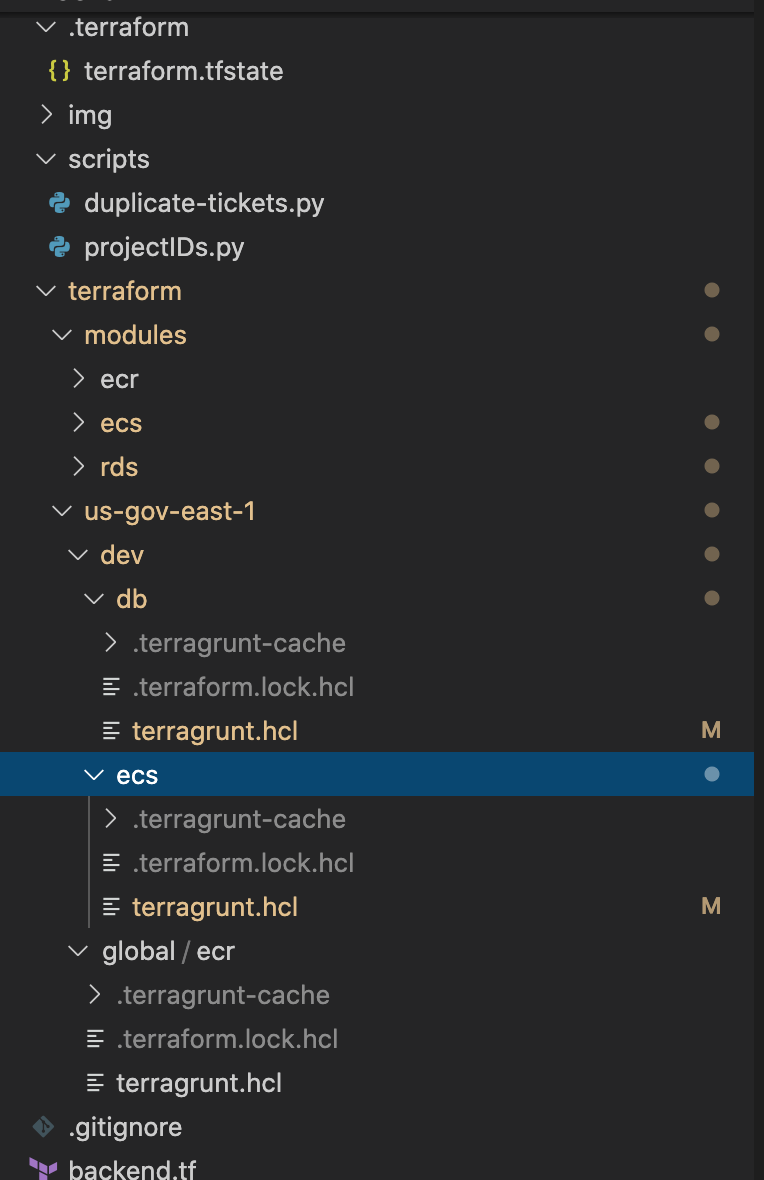 .terraform
{} terraform.tfstate
img
scripts
duplicate-tickets.py
projectIDs.py
terraform
modules
ecr
ecs
rds
us-gov-east-1
dev
db
.terragrunt-cache
.terraform.lock.hcl
terragrunt.hcl M
ecs
.terragrunt-cache
.terraform.lock.hcl
terragrunt.hcl M
global / ecr
.terragrunt-cache
.terraform.lock.hcl
terragrunt.hcl
.gitignore
backend.tf